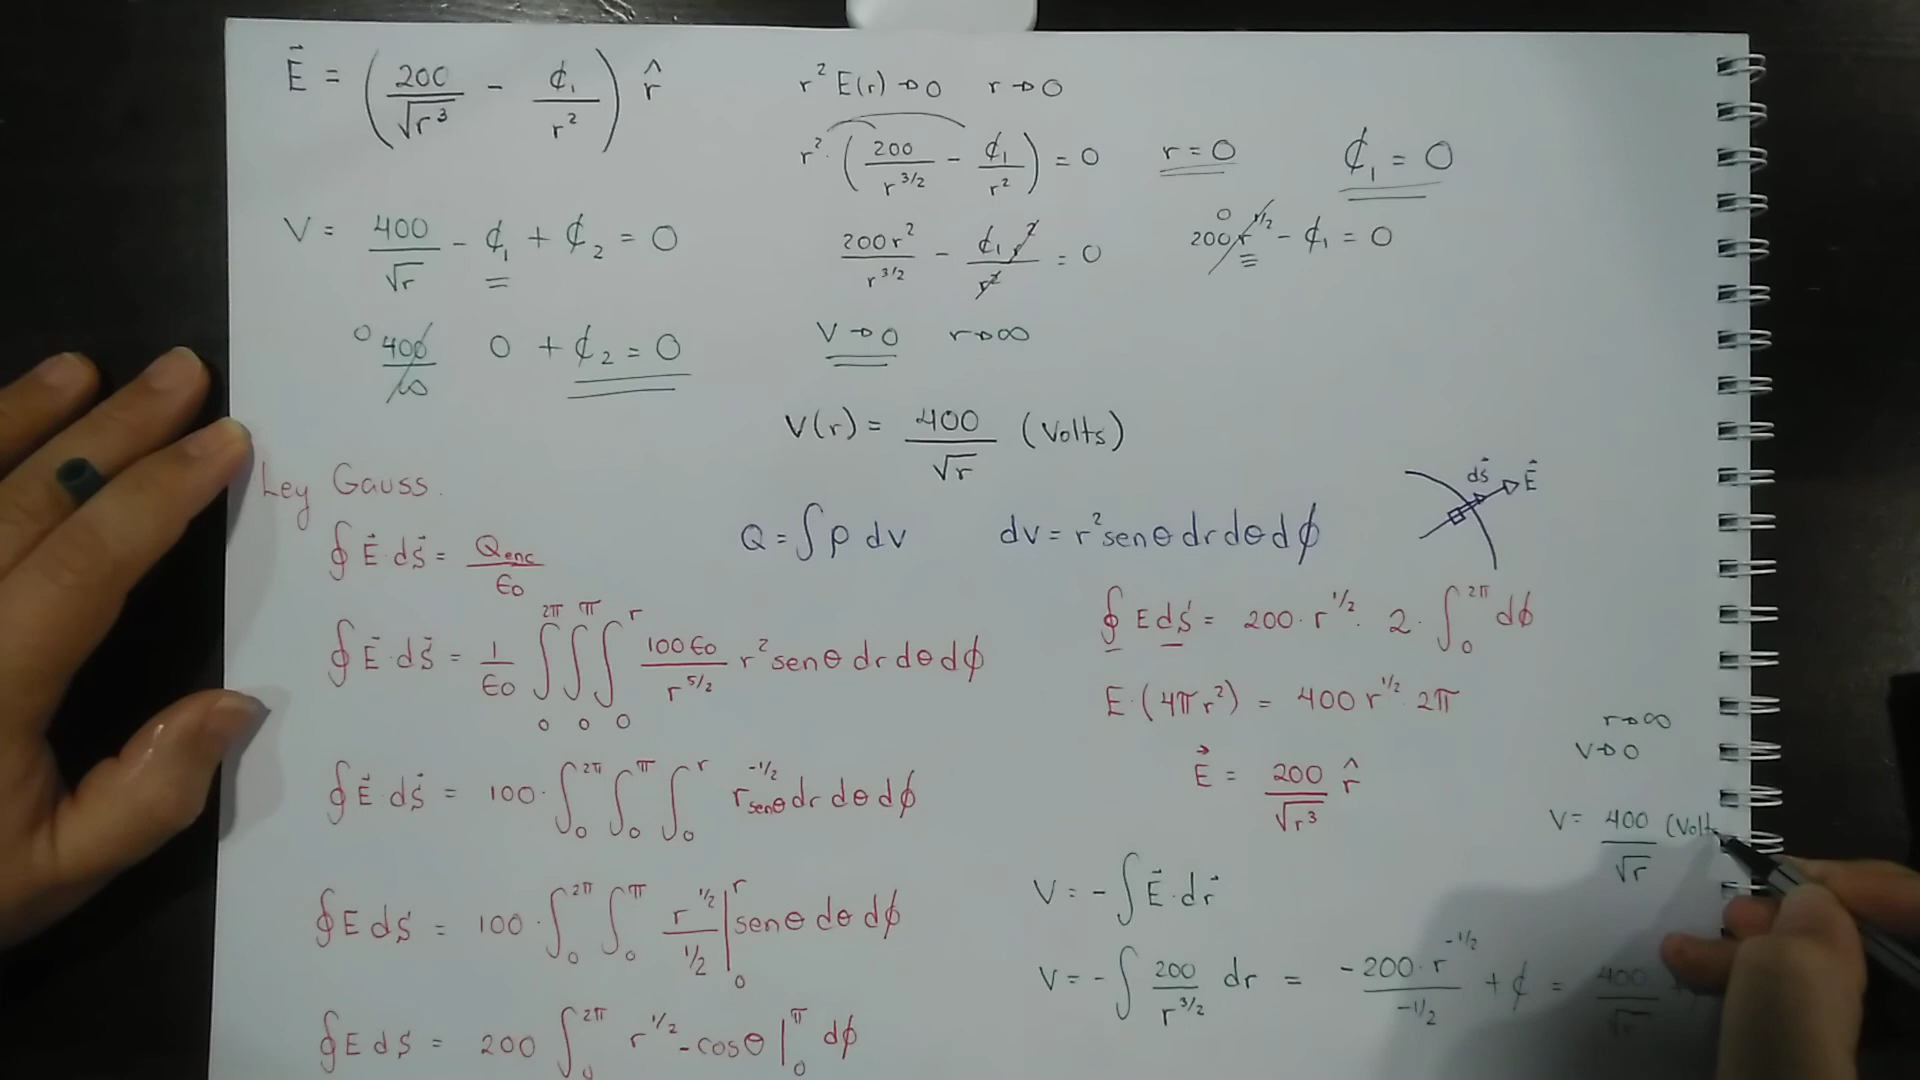 E⃗ = (200/√r³ - ₵₁/r²) r̂
r² E(r) → 0   r → 0
r² · (200/r^{3/2} - ₵₁/r²) = 0   r = 0   ₵₁ = 0
V = 400/√r - ₵₁ + ₵₂ = 0
200r²/r^{3/2} - ₵₁r²/r² = 0   200r^{1/2} 0 - ₵₁ = 0
0 400/∞   0 + ₵₂ = 0   V → 0   r → ∞
V(r) = 400/√r (Volts)
Ley Gauss.
dS⃗ E⃗
∮ E⃗ · dS⃗ = Qenc/ε0
Q = ∫ρ dv   dv = r² senθ dr dθ dϕ
∮ E⃗ · dS⃗ = 1/ε0 ∫₀^{2π} ∫₀^{π} ∫₀^{r} 100ε0/r^{5/2} r² senθ dr dθ dϕ
∮ E⃗ · dS⃗ = 100 · ∫₀^{2π} ∫₀^{π} ∫₀^{r} r^{-1/2} senθ dr dθ dϕ
∮ E dS = 100 · ∫₀^{2π} ∫₀^{π} r^{1/2}/1/2 |₀^{r} senθ dθ dϕ
∮ E dS = 200 ∫₀^{2π} r^{1/2} - cosθ |₀^{π} dϕ
∮ E dS = 200 · r^{1/2} · 2 · ∫₀^{2π} dϕ
E · (4πr²) = 400 r^{1/2} · 2π
E⃗ = 200/√r³ r̂
V = - ∫ E⃗ · dr⃗
V = - ∫ 200/r^{3/2} dr = -200 · r^{-1/2}/-1/2 + ₵ = 400/√r +
r → ∞
V → 0
V = 400/√r (Volts